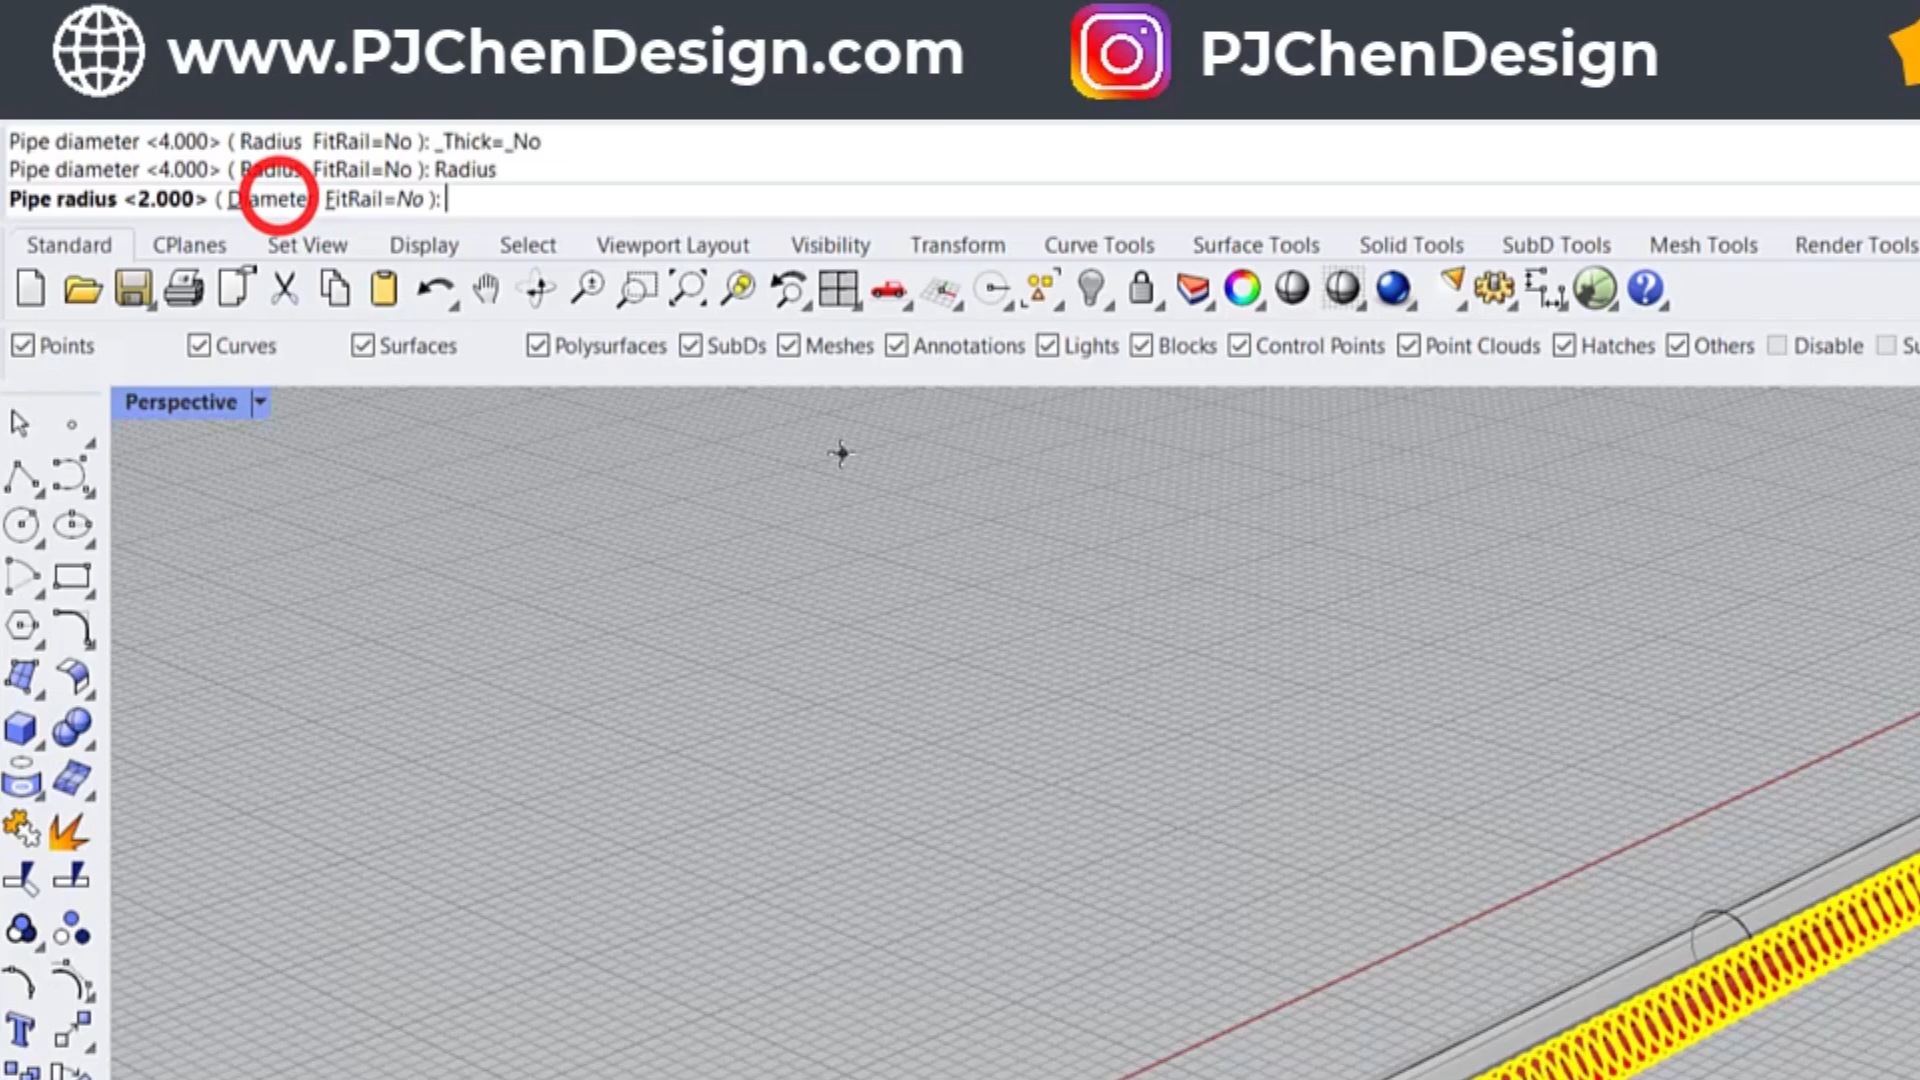 www.PJChenDesign.com PJChenDesign
Pipe diameter <4.000> ( Radius FitRail=No ): _Thick=_No
Pipe diameter <4.000> ( Radius FitRail=No ): Radius
Pipe radius <2.000> ( Diameter FitRail=No ):
Standard CPlanes Set View Display Select Viewport Layout Visibility Transform Curve Tools Surface Tools Solid Tools SubD Tools Mesh Tools Render Tools
Points Curves Surfaces Polysurfaces SubDs Meshes Annotations Lights Blocks Control Points Point Clouds Hatches Others Disable
Perspective